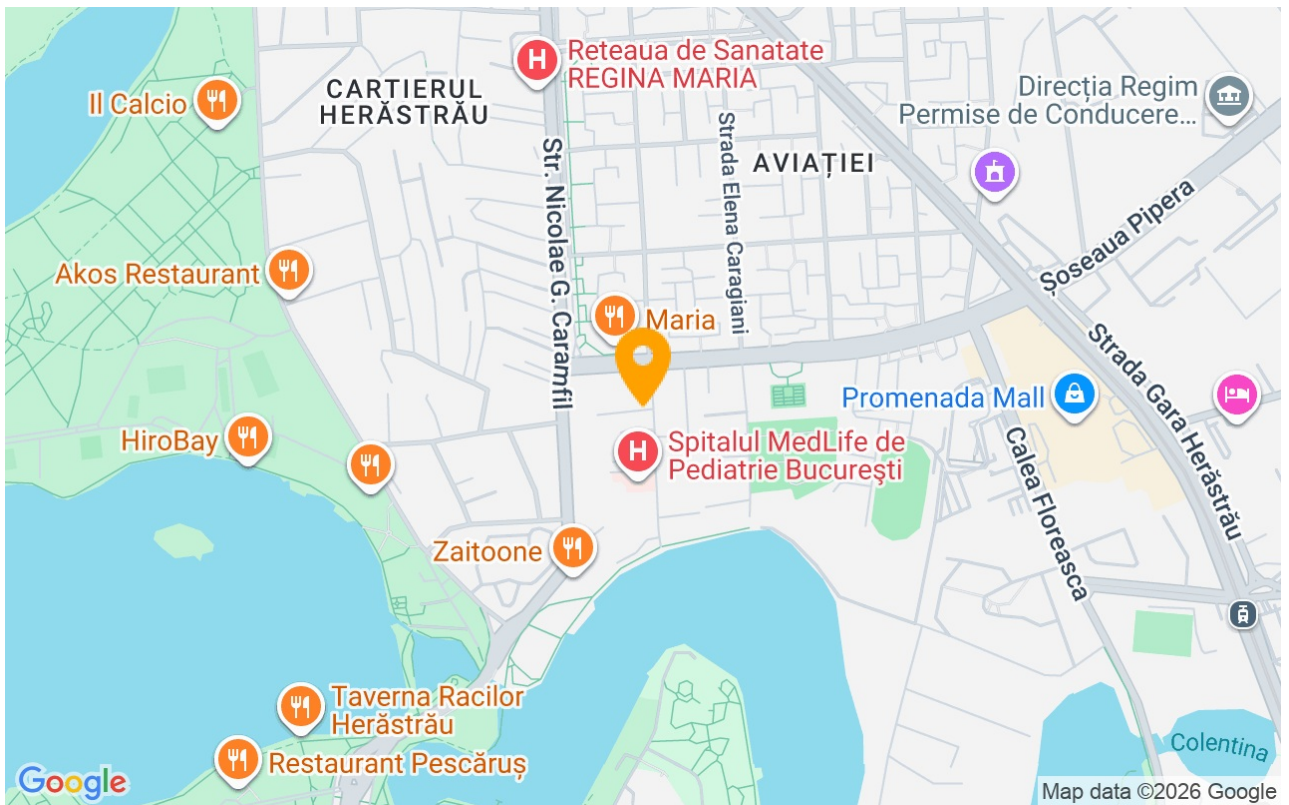 Reteaua de Sanatate
REGINA MARIA
CARTIERUL
HERĂSTRĂU
Il Calcio
Direcția Regim
Permise de Conducere...
AVIAȚIEI
Strada Elena Caragiani
Str. Nicolae G. Caramfil
Șoseaua Pipera
Akos Restaurant
Maria
Strada Gara Herăstrău
Promenada Mall
HiroBay
Spitalul MedLife de
Pediatrie Bucureşti
Calea Floreasca
Zaitoone
Taverna Racilor
Herăstrău
Restaurant Pescăruș
Colentina
Google
Map data ©2026 Google